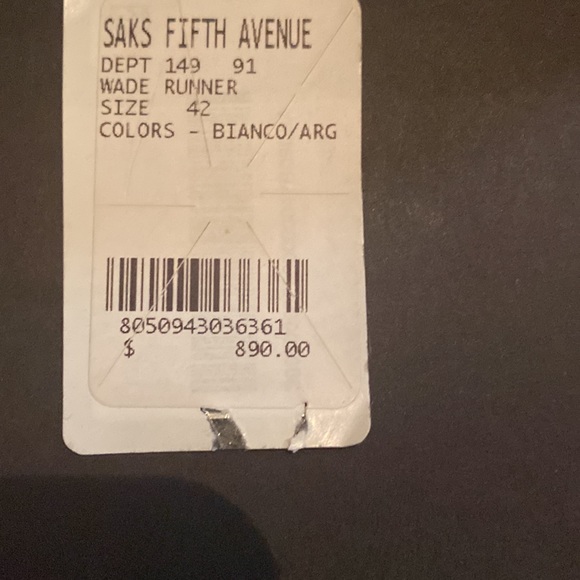 SAKS FIFTH AVENUE
DEPT 149 91
WADE RUNNER
SIZE 42
COLORS - BIANCO/ARG
8050943036361
$ 890.00